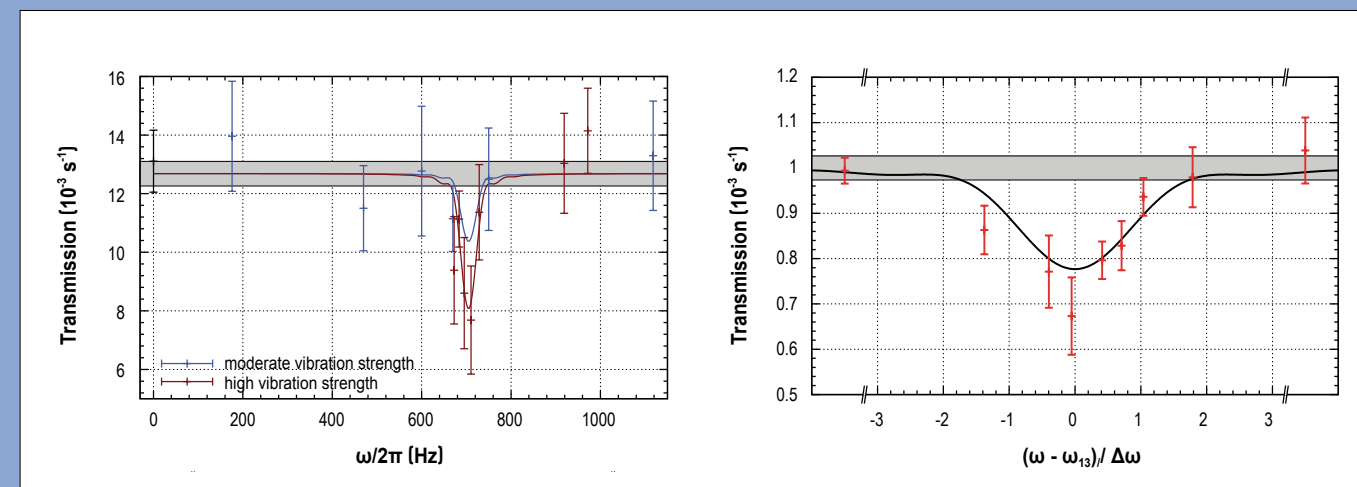 16
14
12
10
8
6
Transmission (10⁻³ s⁻¹)
moderate vibration strength
high vibration strength
0 200 400 600 800 1000
ω/2π (Hz)
1.2
1.1
1
0.9
0.8
0.7
0.6
0.5
Transmission (10⁻³ s⁻¹)
-3 -2 -1 0 1 2 3
(ω - ω₁₃)/ Δω